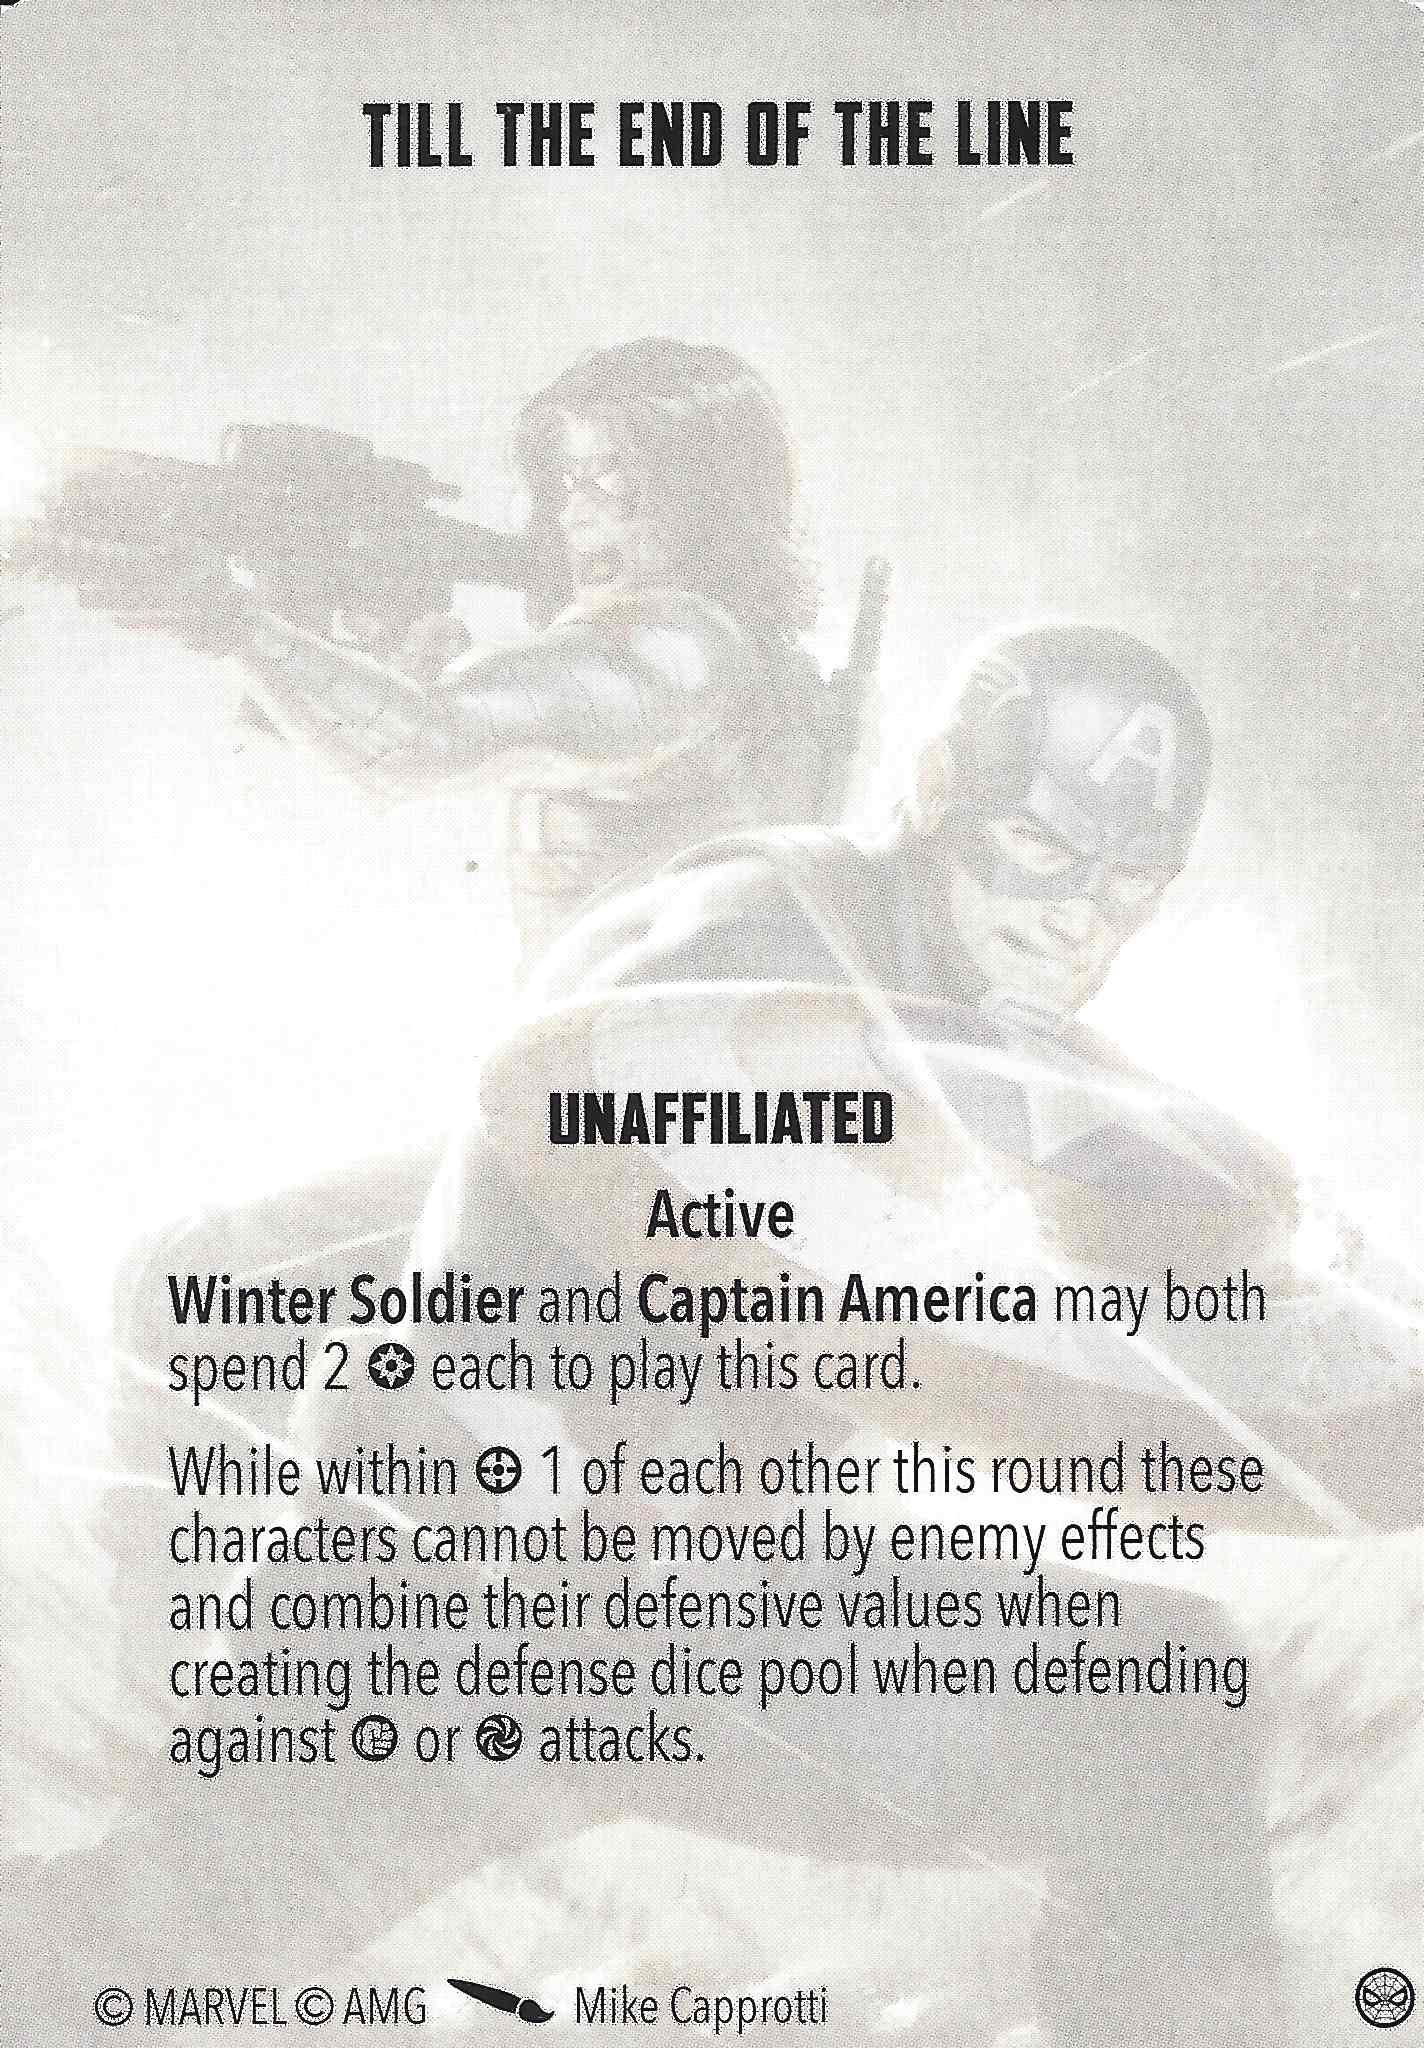 TILL THE END OF THE LINE
UNAFFILIATED
Active
Winter Soldier and Captain America may both
spend 2 each to play this card.
While within 1 of each other this round these
characters cannot be moved by enemy effects
and combine their defensive values when
creating the defense dice pool when defending
against or attacks.
© MARVEL © AMG Mike Capprotti